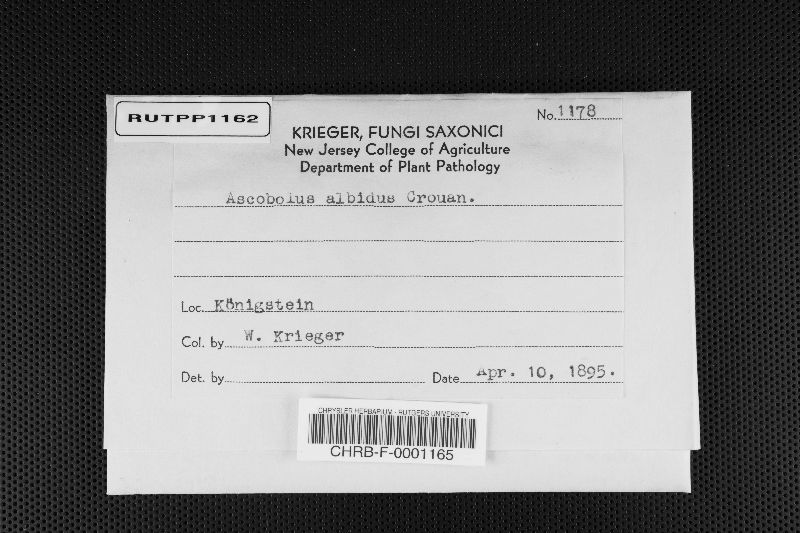 RUTPP1162
No. 1178
KRIEGER, FUNGI SAXONICI
New Jersey College of Agriculture
Department of Plant Pathology
Ascobolus albidus Crouan.
Loc. Königstein
Col. by W. Krieger
Det. by
Date Apr. 10, 1895.
CHRYSLER HERBARIUM - RUTGERS UNIVERSITY
CHRB-F-0001165